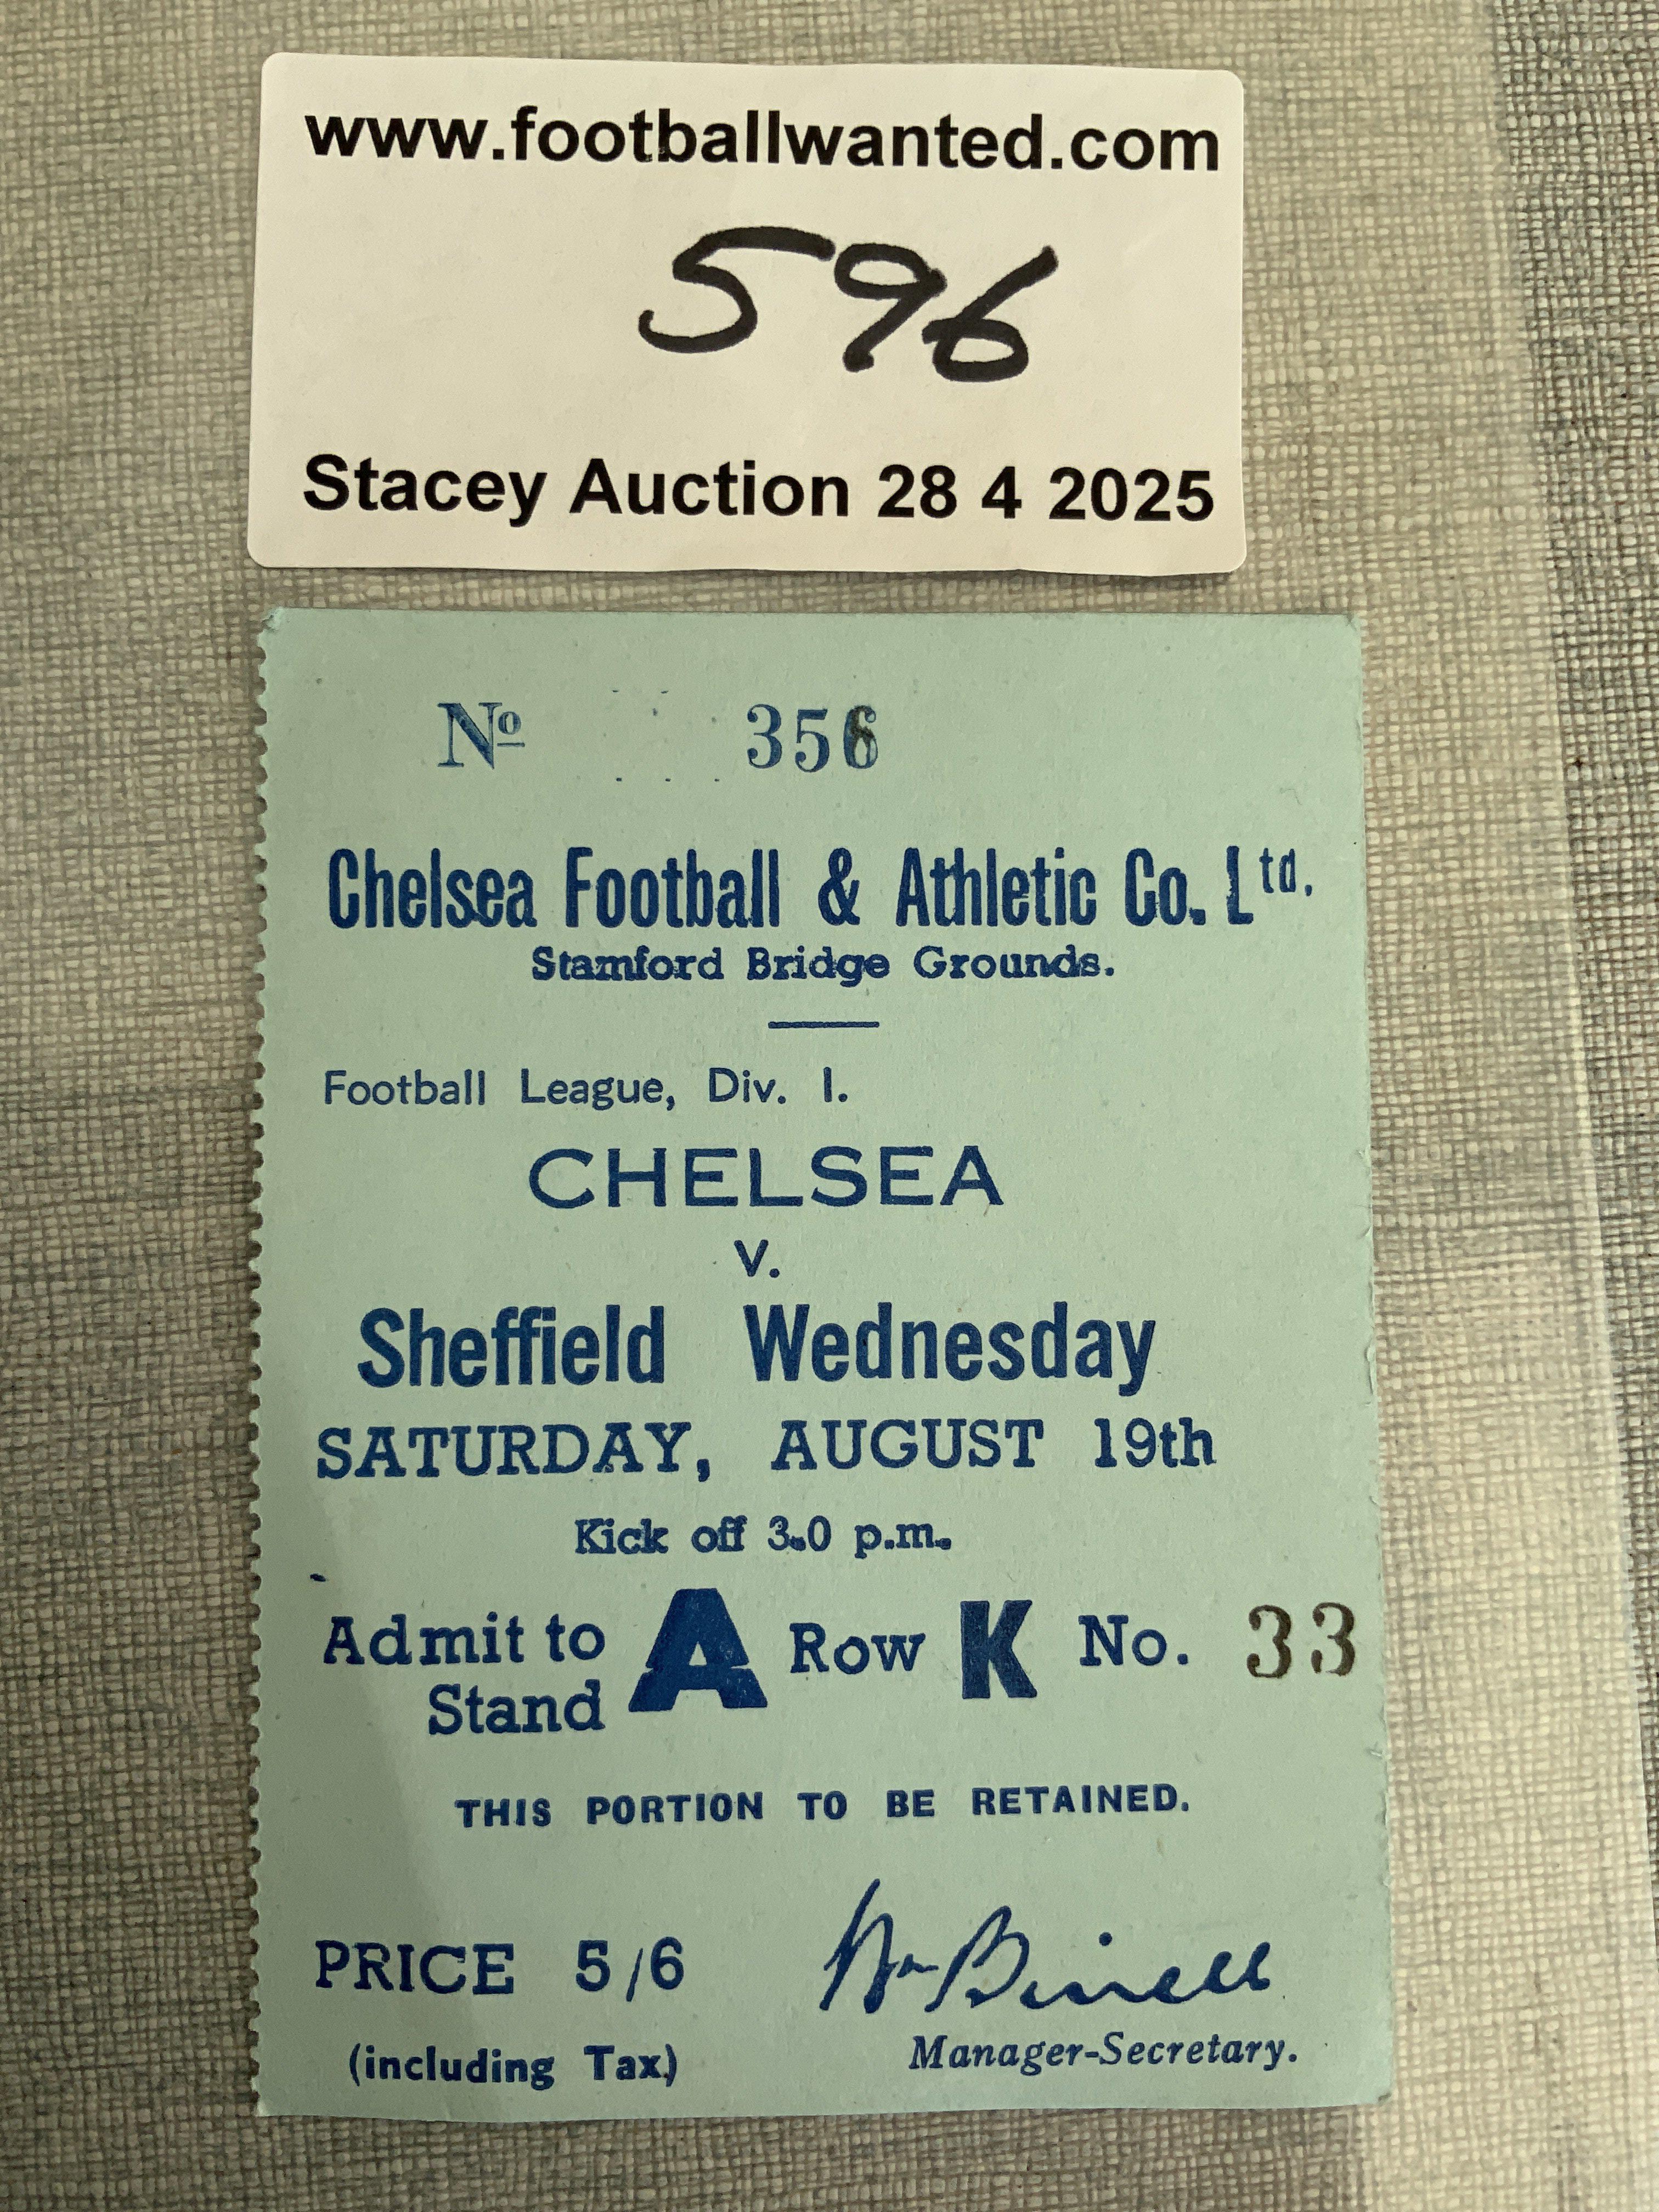 www.footballwanted.com
596
Stacey Auction 28 4 2025
Nº 356
Chelsea Football & Athletic Co. Ltd.
Stamford Bridge Grounds.
Football League, Div. I.
CHELSEA
v.
Sheffield Wednesday
SATURDAY, AUGUST 19th
Kick off 3.0 p.m.
Admit to Stand A Row K No. 33
THIS PORTION TO BE RETAINED.
PRICE 5/6
(including Tax)
Wm Birrell
Manager-Secretary.